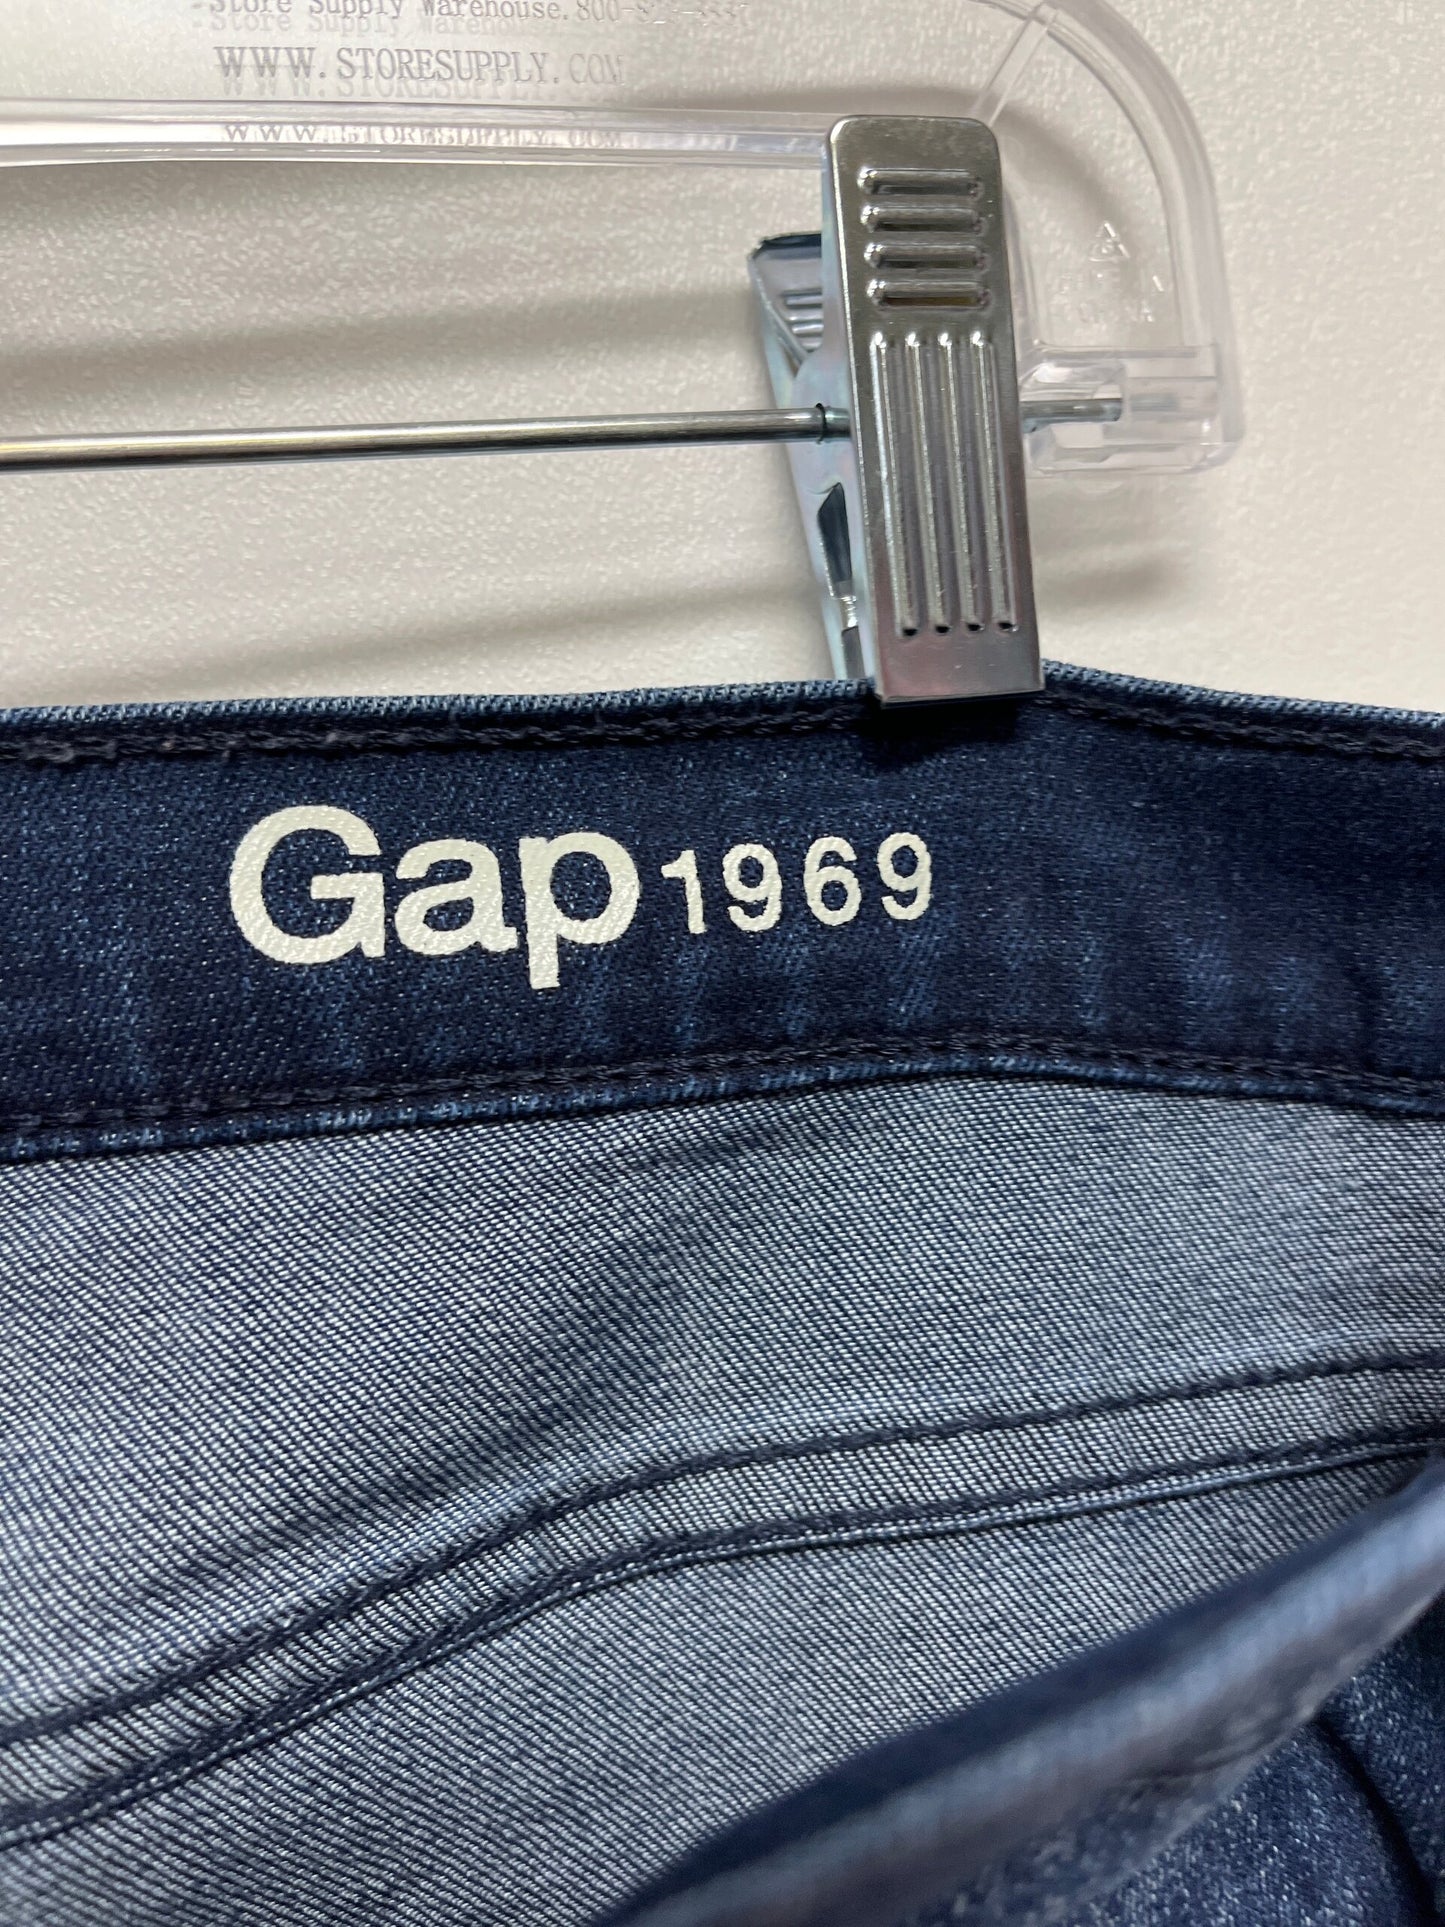 Store Supply Warehouse.
WWW.STORESUPPLY.COM
Gap 1969